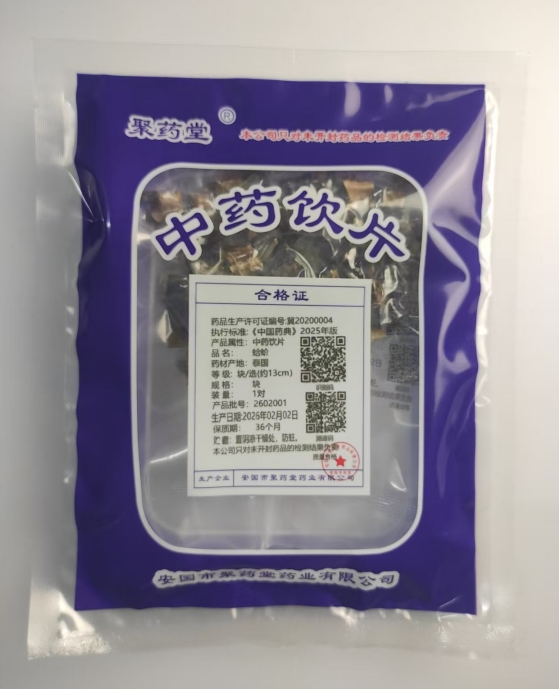 聚药堂®
本公司只对未开封药品的检测结果负责
中药饮片
合格证
药品生产许可证编号:冀20200004
执行标准:《中国药典》2025年版
产品属性: 中药饮片
品 名: 蛤蚧
药材产地: 泰国
等 级: 块/选(约13cm)
规 格: 块
装 量: 1对
产品批号: 2602001
生产日期:2026年02月02日
保质期: 36个月
贮 藏: 置阴凉干燥处，防蛀。
本公司只对未开封药品的检测结果负责
质量合格
生产企业 安国市聚药堂药业有限公司
安国市聚药堂药业有限公司